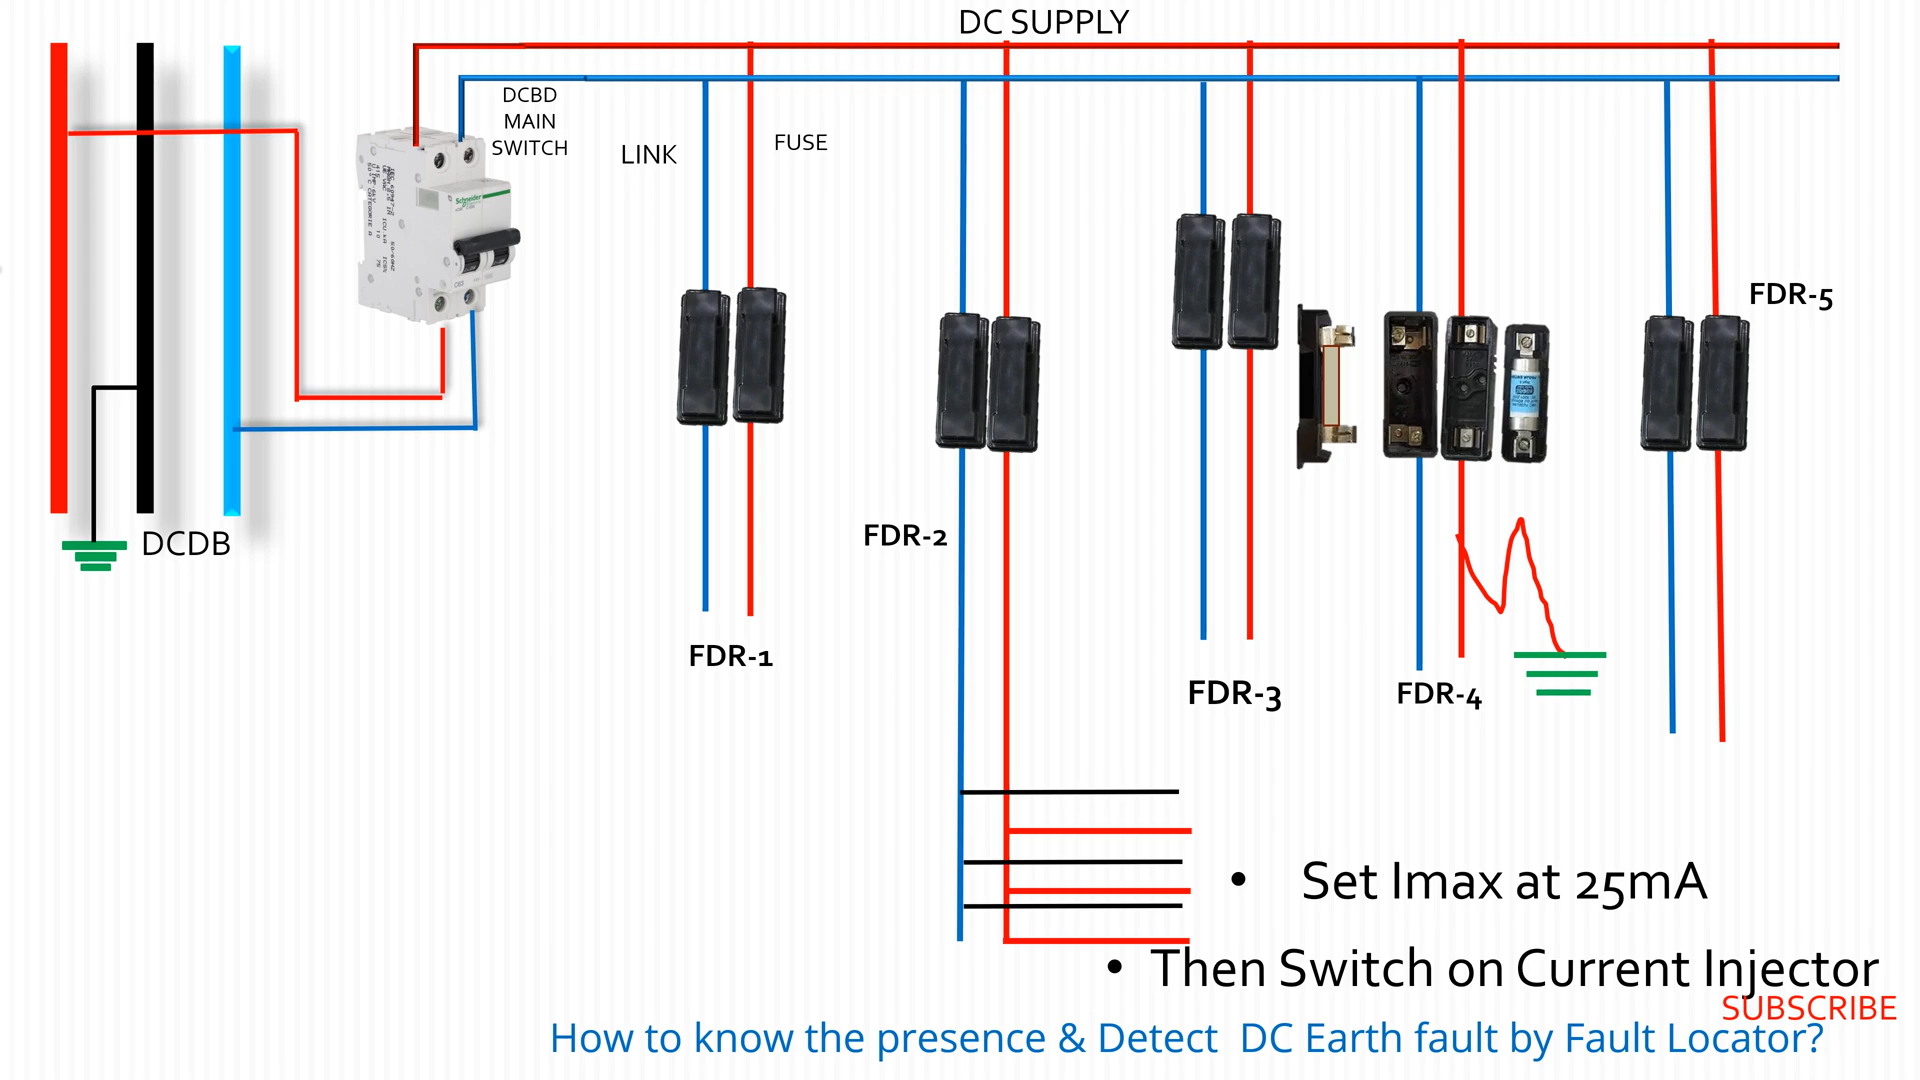 DC SUPPLY
DCBD
MAIN
SWITCH
LINK
FUSE
Schneider
FDR-5
FDR-2
DCDB
FDR-1
FDR-3
FDR-4
• Set Imax at 25mA
• Then Switch on Current Injector
SUBSCRIBE
How to know the presence & Detect DC Earth fault by Fault Locator?